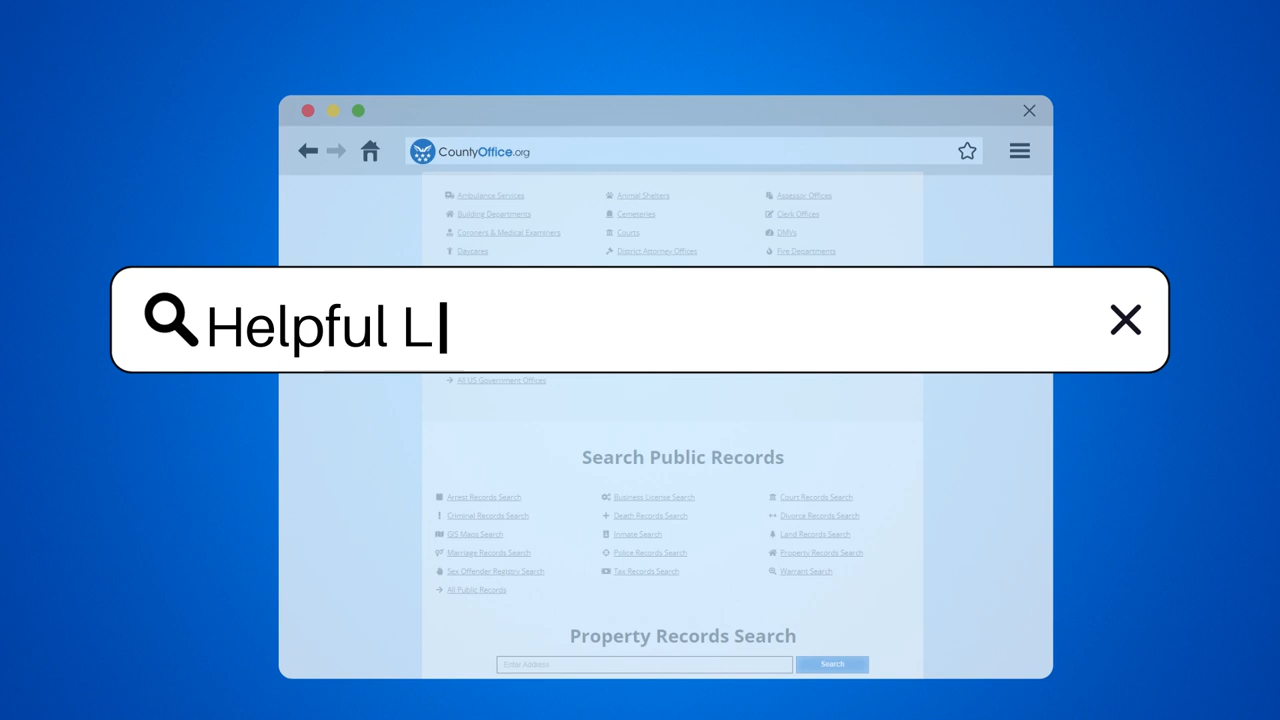 CountyOffice.org
Ambulance Services Animal Shelters Assessor Offices
Building Departments Cemeteries Clerk Offices
Coroners & Medical Examiners Courts DMVs
Daycares District Attorney Offices Fire Departments
Helpful L
All US Government Offices
Search Public Records
Arrest Records Search Business License Search Court Records Search
Criminal Records Search Death Records Search Divorce Records Search
GIS Maps Search Inmate Search Land Records Search
Marriage Records Search Police Records Search Property Records Search
Sex Offender Registry Search Tax Records Search Warrant Search
All Public Records
Property Records Search
Enter Address Search